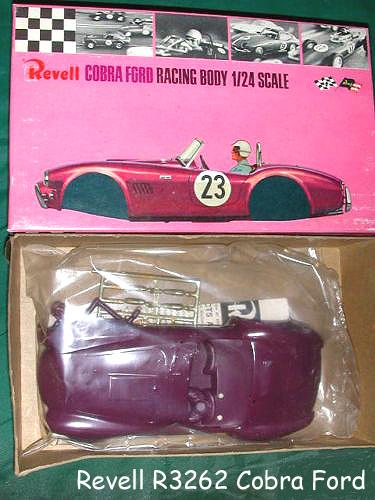 Revell COBRA FORD RACING BODY 1/24 SCALE
23
Revell R3262 Cobra Ford